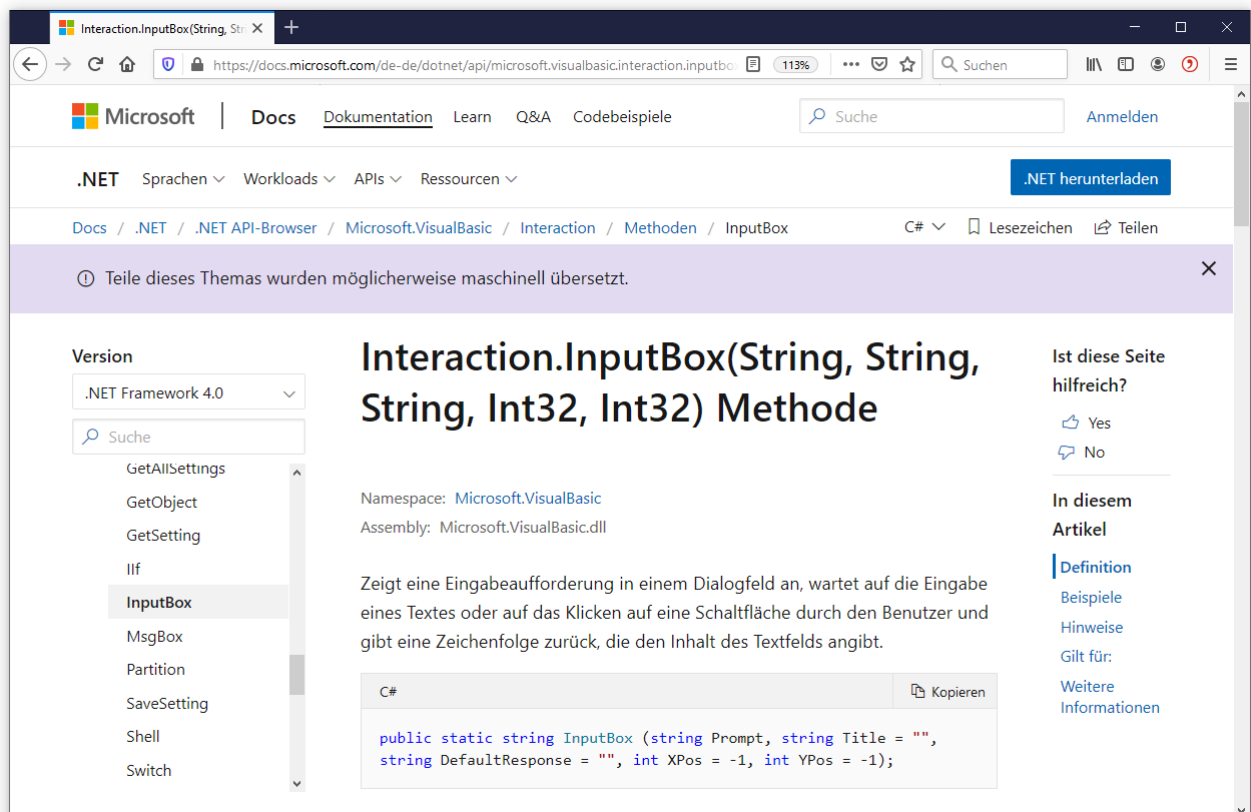 Interaction.InputBox(String, Str
https://docs.microsoft.com/de-de/dotnet/api/microsoft.visualbasic.interaction.inputbo
113%
Suchen
Microsoft
Docs
Dokumentation
Learn
Q&A
Codebeispiele
Suche
Anmelden
.NET
Sprachen
Workloads
APIs
Ressourcen
.NET herunterladen
Docs / .NET / .NET API-Browser / Microsoft.VisualBasic / Interaction / Methoden / InputBox
C#
Lesezeichen
Teilen
Teile dieses Themas wurden möglicherweise maschinell übersetzt.
Version
.NET Framework 4.0
Suche
GetAllSettings
GetObject
GetSetting
IIf
InputBox
MsgBox
Partition
SaveSetting
Shell
Switch
Interaction.InputBox(String, String,
String, Int32, Int32) Methode
Namespace: Microsoft.VisualBasic
Assembly: Microsoft.VisualBasic.dll
Zeigt eine Eingabeaufforderung in einem Dialogfeld an, wartet auf die Eingabe
eines Textes oder auf das Klicken auf eine Schaltfläche durch den Benutzer und
gibt eine Zeichenfolge zurück, die den Inhalt des Textfelds angibt.
C#
Kopieren
public static string InputBox (string Prompt, string Title = "",
string DefaultResponse = "", int XPos = -1, int YPos = -1);
Ist diese Seite
hilfreich?
Yes
No
In diesem
Artikel
Definition
Beispiele
Hinweise
Gilt für:
Weitere
Informationen